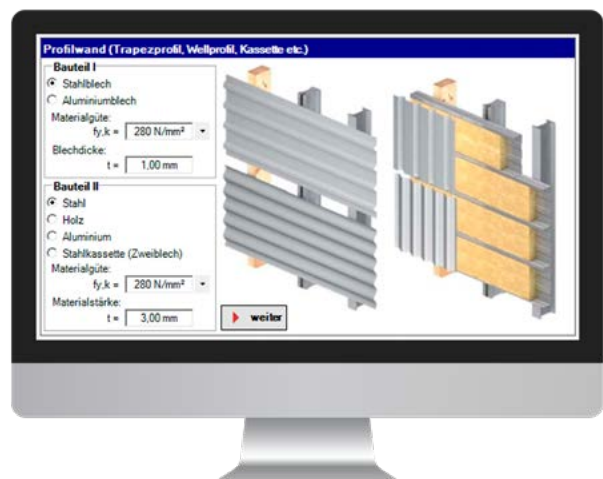 Profilwand (Trapezprofil, Wellprofil, Kassette etc.)
Bauteil I
Stahlblech
Aluminiumblech
Materialgüte:
fy,k = 280 N/mm²
Blechdicke:
t = 1,00 mm
Bauteil II
Stahl
Holz
Aluminium
Stahlkassette (Zweiblech)
Materialgüte:
fy,k = 280 N/mm²
Materialstärke:
t = 3,00 mm
weiter